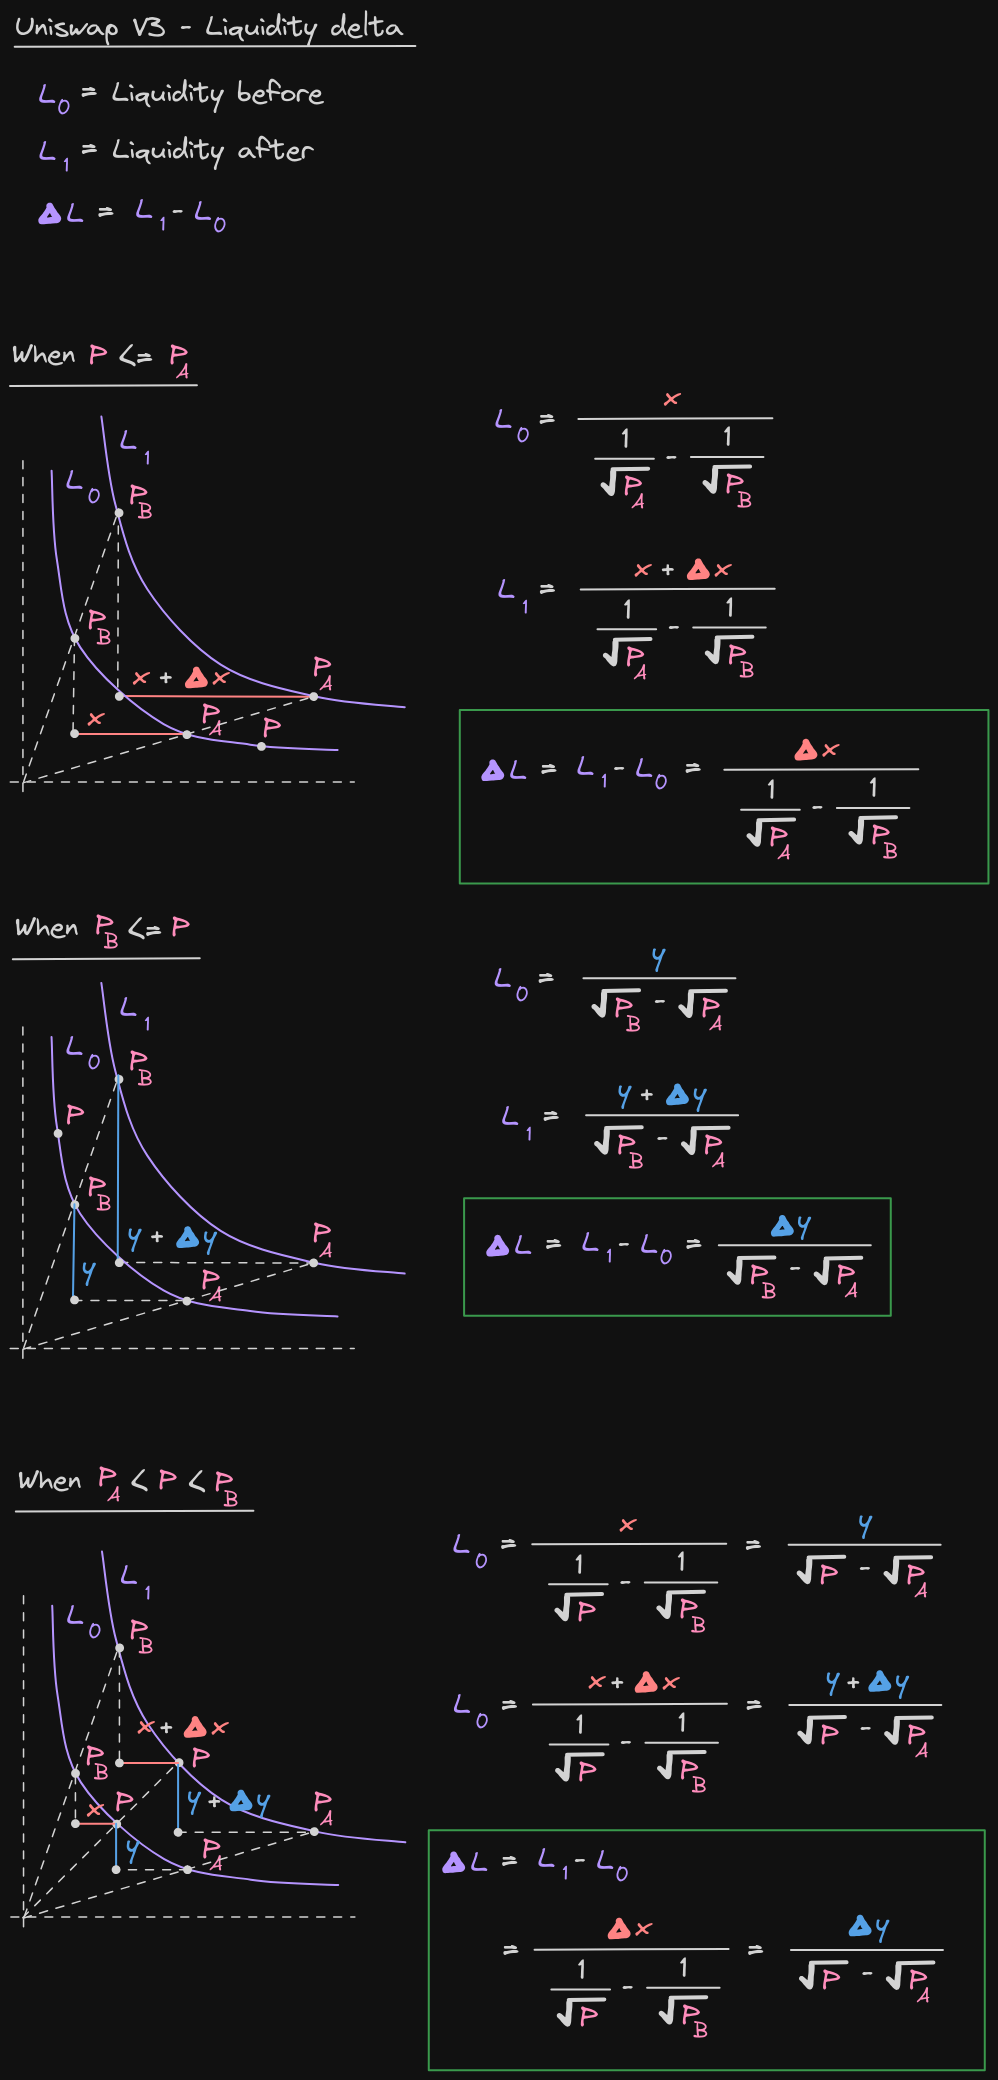 Uniswap V3 - Liquidity delta
L0 = Liquidity before
L1 = Liquidity after
ΔL = L1 - L0
When P <= PA
L1
L0
PB
PB
x + Δx
PA
x
PA
P
L0 = x / (1/√PA - 1/√PB)
L1 = (x + Δx) / (1/√PA - 1/√PB)
ΔL = L1 - L0 = Δx / (1/√PA - 1/√PB)
When PB <= P
L1
L0
PB
P
PB
y + Δy
PA
y
PA
L0 = y / (√PB - √PA)
L1 = (y + Δy) / (√PB - √PA)
ΔL = L1 - L0 = Δy / (√PB - √PA)
When PA < P < PB
L1
L0
PB
x + Δx
P
PB
x
P
y + Δy
PA
y
PA
L0 = x / (1/√P - 1/√PB) = y / (√P - √PA)
L0 = (x + Δx) / (1/√P - 1/√PB) = (y + Δy) / (√P - √PA)
ΔL = L1 - L0
= Δx / (1/√P - 1/√PB) = Δy / (√P - √PA)